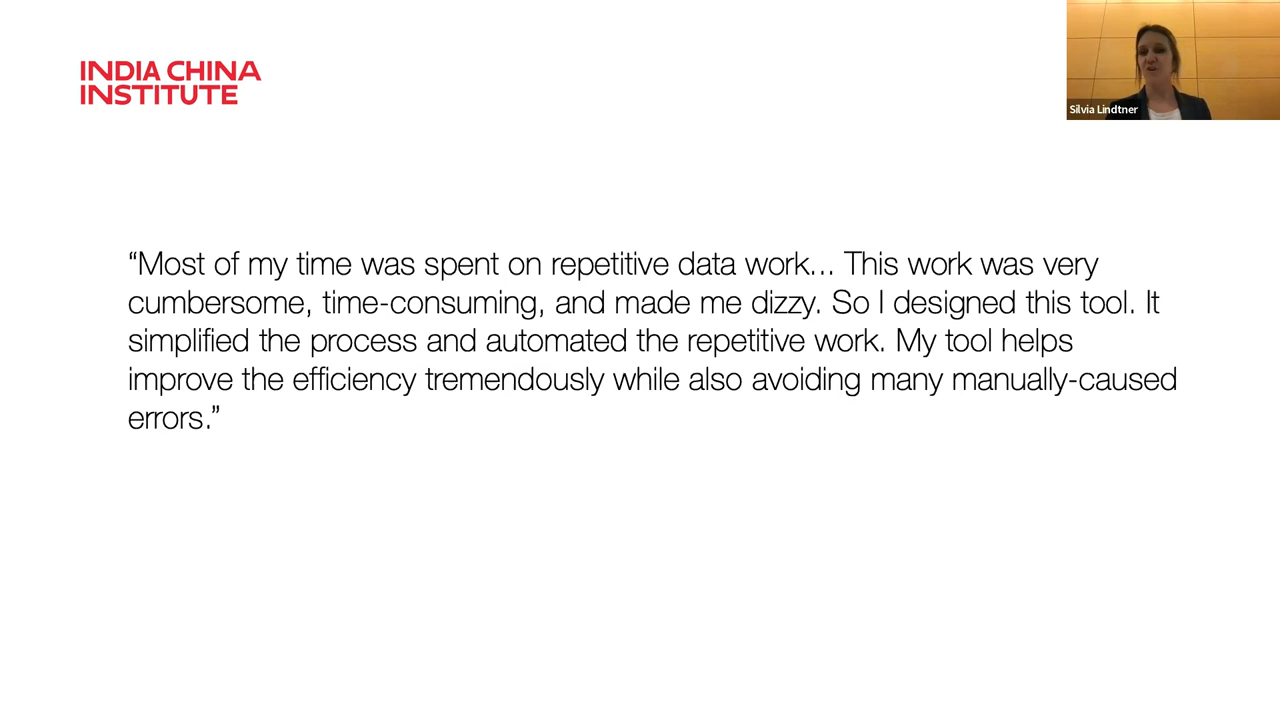 INDIA CHINA
INSTITUTE
Silvia Lindtner
“Most of my time was spent on repetitive data work... This work was very
cumbersome, time-consuming, and made me dizzy. So I designed this tool. It
simplified the process and automated the repetitive work. My tool helps
improve the efficiency tremendously while also avoiding many manually-caused
errors.”